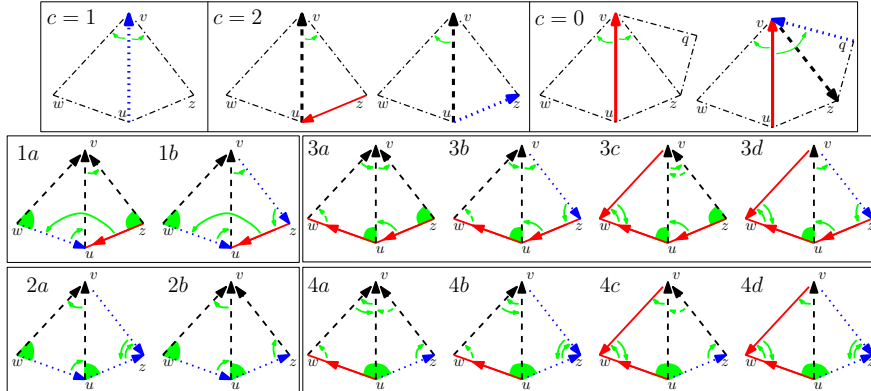 c = 1 v w u z
c = 2 v w u z v w u z
c = 0 v q w u z v q w u z
1a v w u z 1b v w u z
3a v w u z 3b v w u z 3c v w u z 3d v w u z
2a v w u z 2b v w u z
4a v w u z 4b v w u z 4c v w u z 4d v w u z